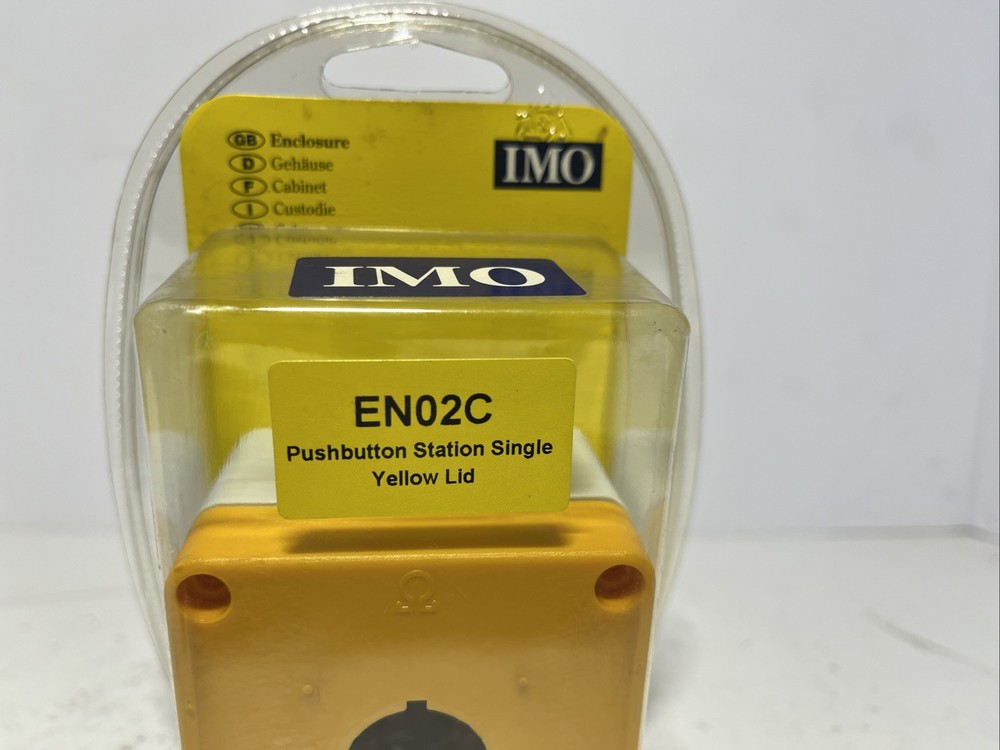 GB Enclosure
D Gehäuse
F Cabinet
I Custodie
IMO
IMO
EN02C
Pushbutton Station Single
Yellow Lid
Ω